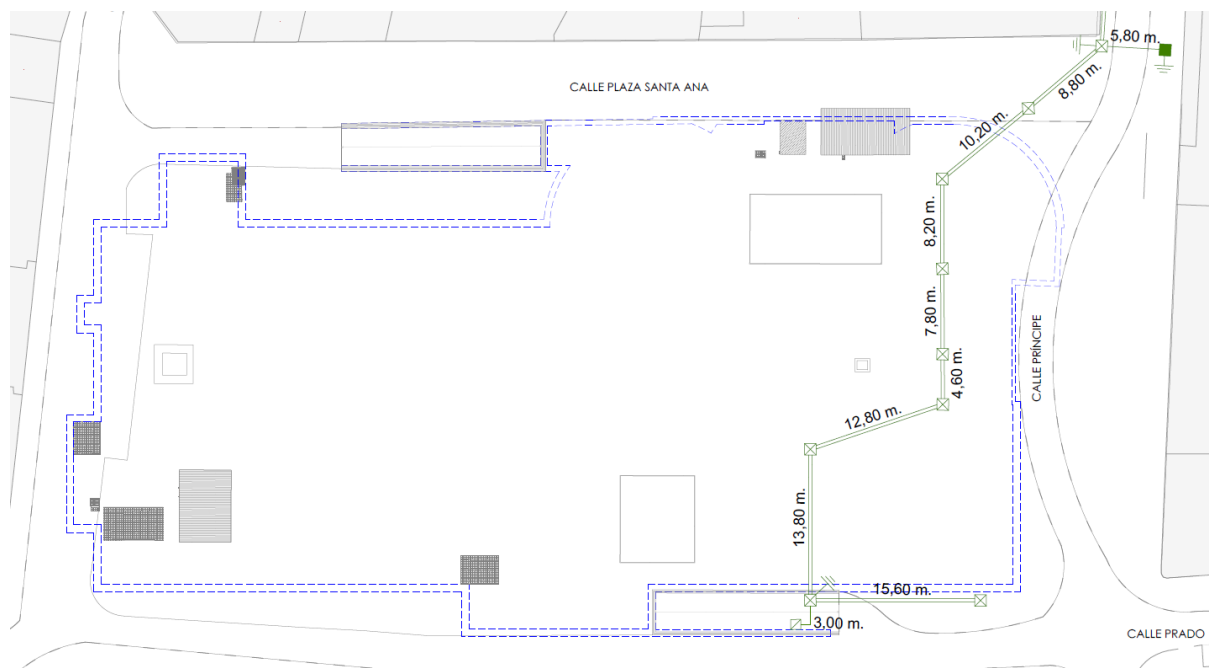 5,80 m.
8,80 m.
CALLE PLAZA SANTA ANA
10,20 m.
8,20 m.
7,80 m.
CALLE PRÍNCIPE
4,60 m.
12,80 m.
13,80 m.
15,60 m.
3,00 m.
CALLE PRADO